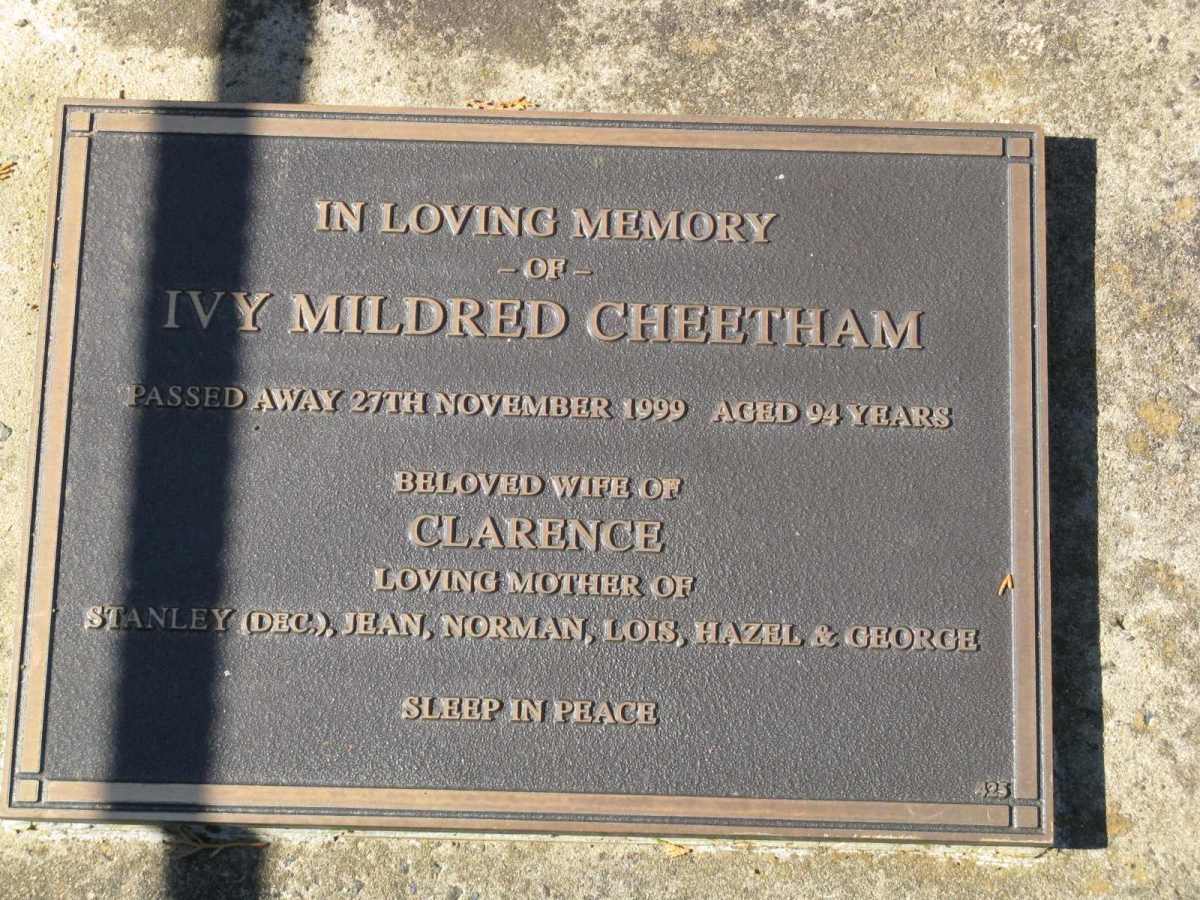 IN LOVING MEMORY
– OF –
IVY MILDRED CHEETHAM
PASSED AWAY 27TH NOVEMBER 1999 AGED 94 YEARS
BELOVED WIFE OF
CLARENCE
LOVING MOTHER OF
STANLEY (DEC.), JEAN, NORMAN, LOIS, HAZEL & GEORGE
SLEEP IN PEACE
425